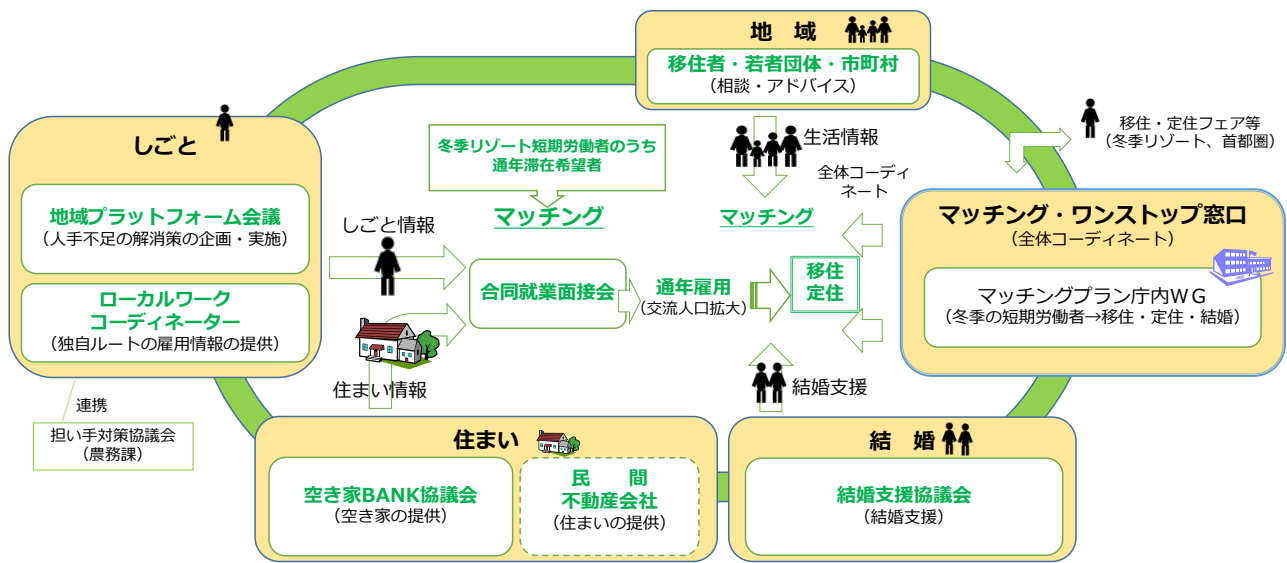 地　域
移住者・若者団体・市町村
（相談・アドバイス）
しごと
地域プラットフォーム会議
（人手不足の解消策の企画・実施）
ローカルワーク
コーディネーター
（独自ルートの雇用情報の提供）
連携
担い手対策協議会
（農務課）
冬季リゾート短期労働者のうち
通年滞在希望者
マッチング
しごと情報
合同就業面接会
住まい情報
通年雇用
（交流人口拡大）
生活情報
全体コーディ
ネート
マッチング
移住
定住
結婚支援
移住・定住フェア等
（冬季リゾート、首都圏）
マッチング・ワンストップ窓口
（全体コーディネート）
マッチングプラン庁内ＷＧ
（冬季の短期労働者→移住・定住・結婚）
住まい
空き家BANK協議会
（空き家の提供）
民　間
不動産会社
（住まいの提供）
結　婚
結婚支援協議会
（結婚支援）